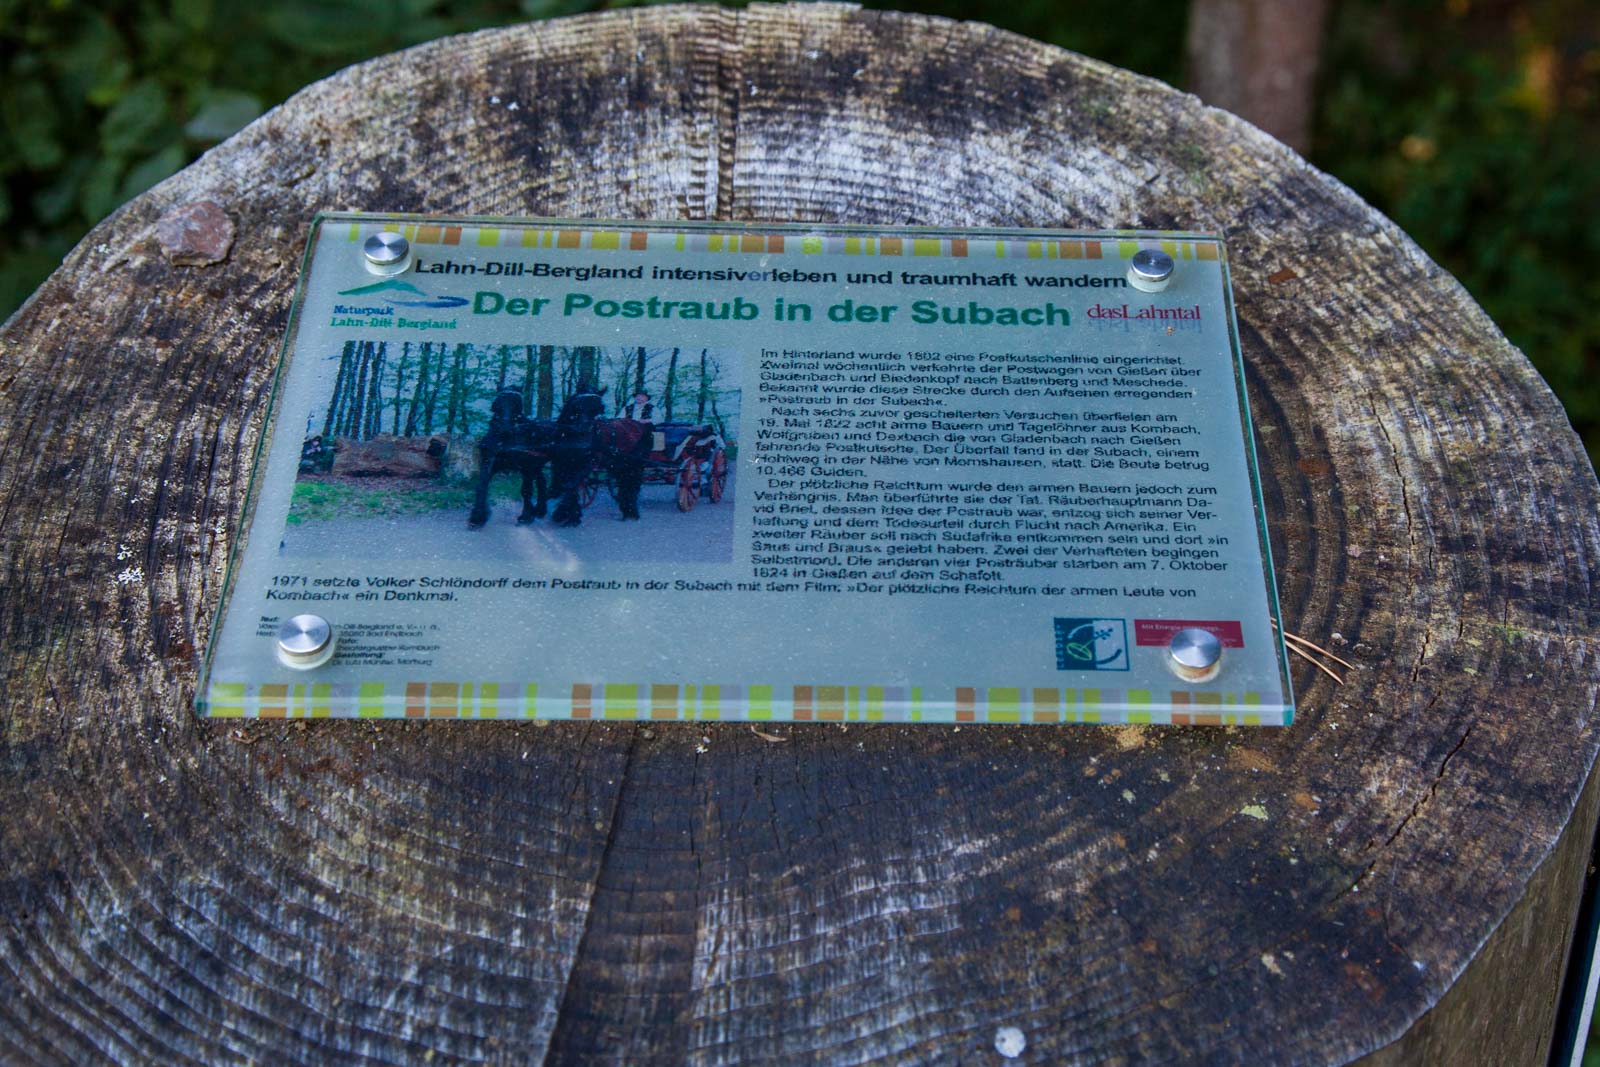 Lahn-Dill-Bergland intensiverleben und traumhaft wandern
Der Postraub in der Subach
Naturpark
Lahn-Dill-Bergland
dasLahntal
Im Hinterland wurde 1802 eine Postkutschenlinie eingerichtet.
Zweimal wöchentlich verkehrte der Postwagen von Gießen über
Gladenbach und Biedenkopf nach Battenberg und Meschede.
Bekannt wurde diese Strecke durch den Aufsehen erregenden
»Postraub in der Subach«.
Nach sechs zuvor gescheiterten Versuchen überfielen am
19. Mai 1822 acht arme Bauern und Tagelöhner aus Kombach,
Wolfgruben und Dexbach die von Gladenbach nach Gießen
fahrende Postkutsche. Der Überfall fand in der Subach, einem
Hohlweg in der Nähe von Mornshausen, statt. Die Beute betrug
10.466 Gulden.
Der plötzliche Reichtum wurde den armen Bauern jedoch zum
Verhängnis. Man überführte sie der Tat. Räuberhauptmann Da-
vid Briel, dessen Idee der Postraub war, entzog sich seiner Ver-
haftung und dem Todesurteil durch Flucht nach Amerika. Ein
zweiter Räuber soll nach Südafrika entkommen sein und dort »in
Saus und Braus« gelebt haben. Zwei der Verhafteten begingen
Selbstmord. Die anderen vier Posträuber starben am 7. Oktober
1824 in Gießen auf dem Schafott.
1971 setzte Volker Schlöndorff dem Postraub in der Subach mit dem Film: »Der plötzliche Reichtum der armen Leute von
Kombach« ein Denkmal.
Text:
35080 Bad Endbach
Foto:
Gestaltung:
Dr. Lutz Münzer, Marburg